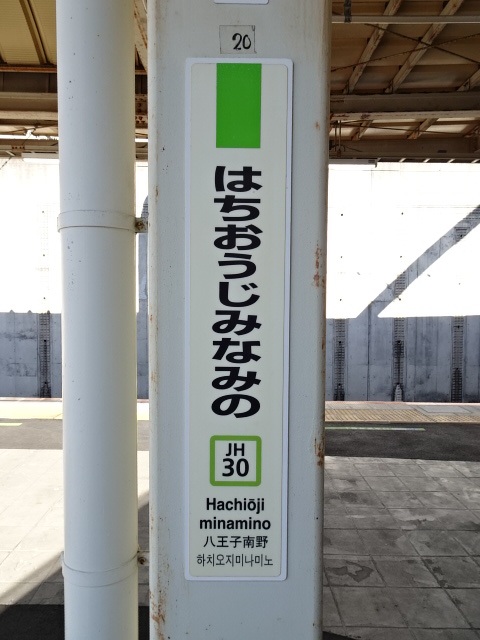 20
はちおうじみなみの
JH
30
Hachiōji
minamino
八王子南野
하치오지미나미노